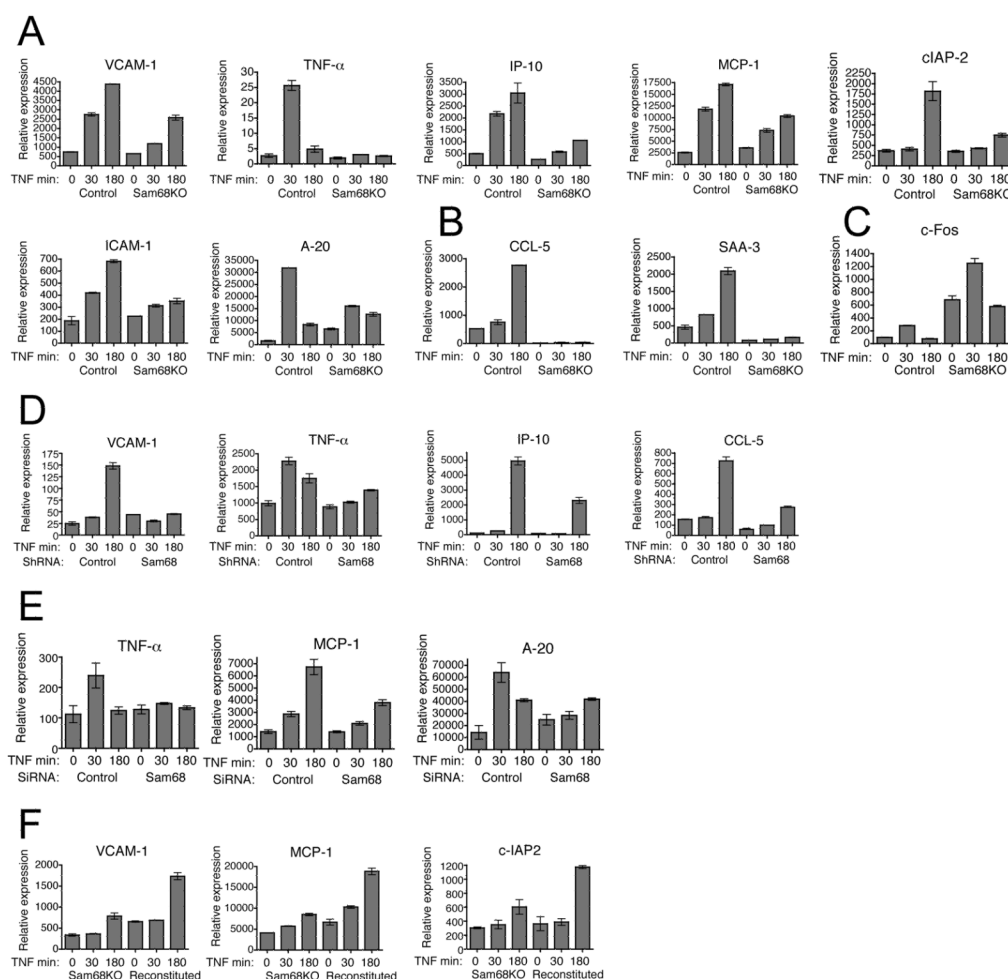 A
VCAM-1
Relative expression
4500
4000
3500
3000
2500
2000
1500
1000
500
0
TNF min: 0 30 180 0 30 180
Control Sam68KO
TNF-α
Relative expression
30
25
20
15
10
5
0
TNF min: 0 30 180 0 30 180
Control Sam68KO
IP-10
Relative expression
3500
3000
2500
2000
1500
1000
500
0
TNF min: 0 30 180 0 30 180
Control Sam68KO
MCP-1
Relative expression
17500
15000
12500
10000
7500
5000
2500
0
TNF min: 0 30 180 0 30 180
Control Sam68KO
cIAP-2
Relative expression
2250
2000
1750
1500
1250
1000
750
500
250
0
TNF min: 0 30 180 0 30 180
Control Sam68KO
ICAM-1
Relative expression
700
600
500
400
300
200
100
0
TNF min: 0 30 180 0 30 180
Control Sam68KO
A-20
Relative expression
35000
30000
25000
20000
15000
10000
5000
0
TNF min: 0 30 180 0 30 180
Control Sam68KO
B
CCL-5
Relative expression
3000
2000
1000
0
TNF min: 0 30 180 0 30 180
Control Sam68KO
SAA-3
Relative expression
2500
2000
1500
1000
500
0
TNF min: 0 30 180 0 30 180
Control Sam68KO
C
c-Fos
Relative expression
1400
1200
1000
800
600
400
200
0
TNF min: 0 30 180 0 30 180
Control Sam68KO
D
VCAM-1
Relative expression
175
150
125
100
75
50
25
0
TNF min: 0 30 180 0 30 180
ShRNA: Control Sam68
TNF-α
Relative expression
2500
2000
1500
1000
500
0
TNF min: 0 30 180 0 30 180
Control Sam68
IP-10
Relative expression
5000
4000
3000
2000
1000
0
TNF min: 0 30 180 0 30 180
Control Sam68
CCL-5
Relative expression
800
700
600
500
400
300
200
100
0
TNF min: 0 30 180 0 30 180
ShRNA: Control Sam68
E
TNF-α
Relative expression
300
200
100
0
TNF min: 0 30 180 0 30 180
SiRNA: Control Sam68
MCP-1
Relative expression
7000
6000
5000
4000
3000
2000
1000
0
TNF min: 0 30 180 0 30 180
SiRNA: Control Sam68
A-20
Relative expression
70000
60000
50000
40000
30000
20000
10000
0
TNF min: 0 30 180 0 30 180
SiRNA: Control Sam68
F
VCAM-1
Relative expression
2000
1500
1000
500
0
TNF min: 0 30 180 0 30 180
Sam68KO Reconstituted
MCP-1
Relative expression
20000
15000
10000
5000
0
TNF min: 0 30 180 0 30 180
Sam68KO Reconstituted
c-IAP2
Relative expression
1200
1000
800
600
400
200
0
TNF min: 0 30 180 0 30 180
Sam68KO Reconstituted